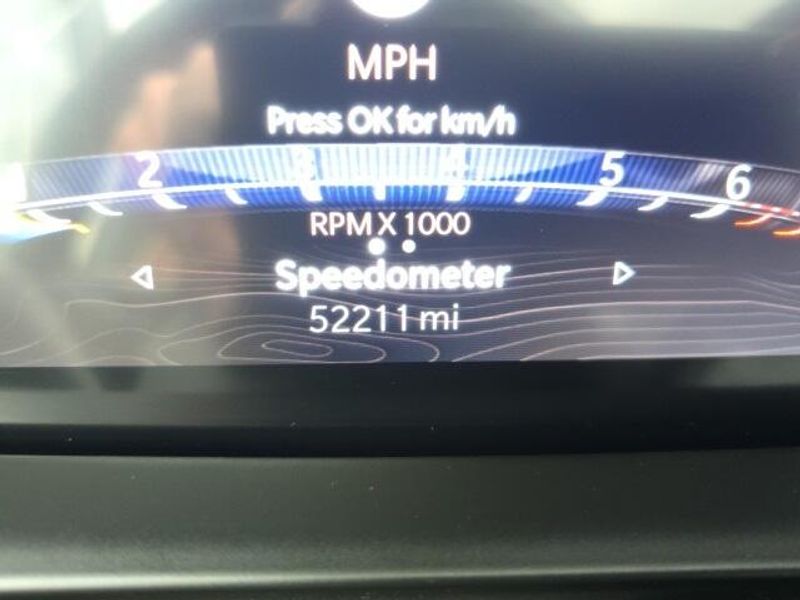 MPH
Press OK for km/h
2 3 4 5 6
RPM X 1000
Speedometer
52211 mi